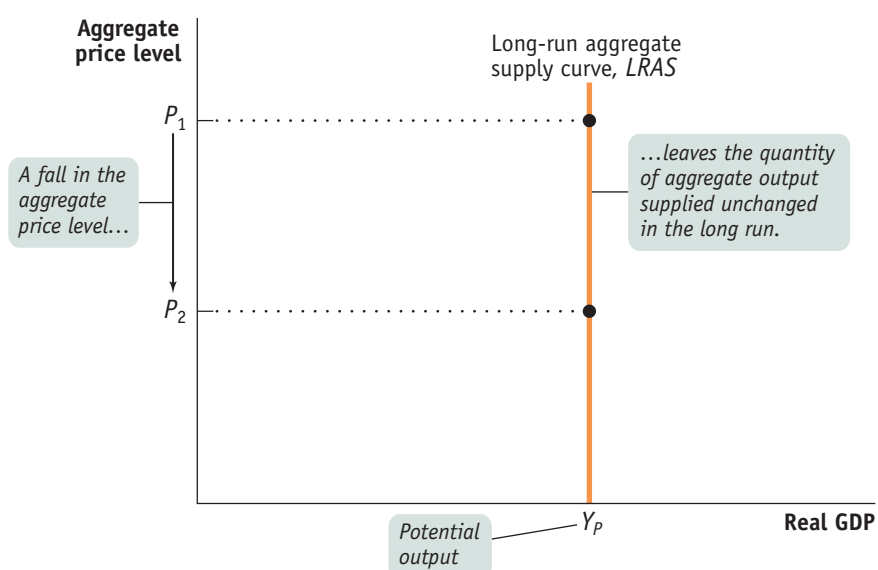 Aggregate
price level
Long-run aggregate
supply curve, LRAS
P1
A fall in the
aggregate
price level…
…leaves the quantity
of aggregate output
supplied unchanged
in the long run.
P2
Potential
output
YP
Real GDP